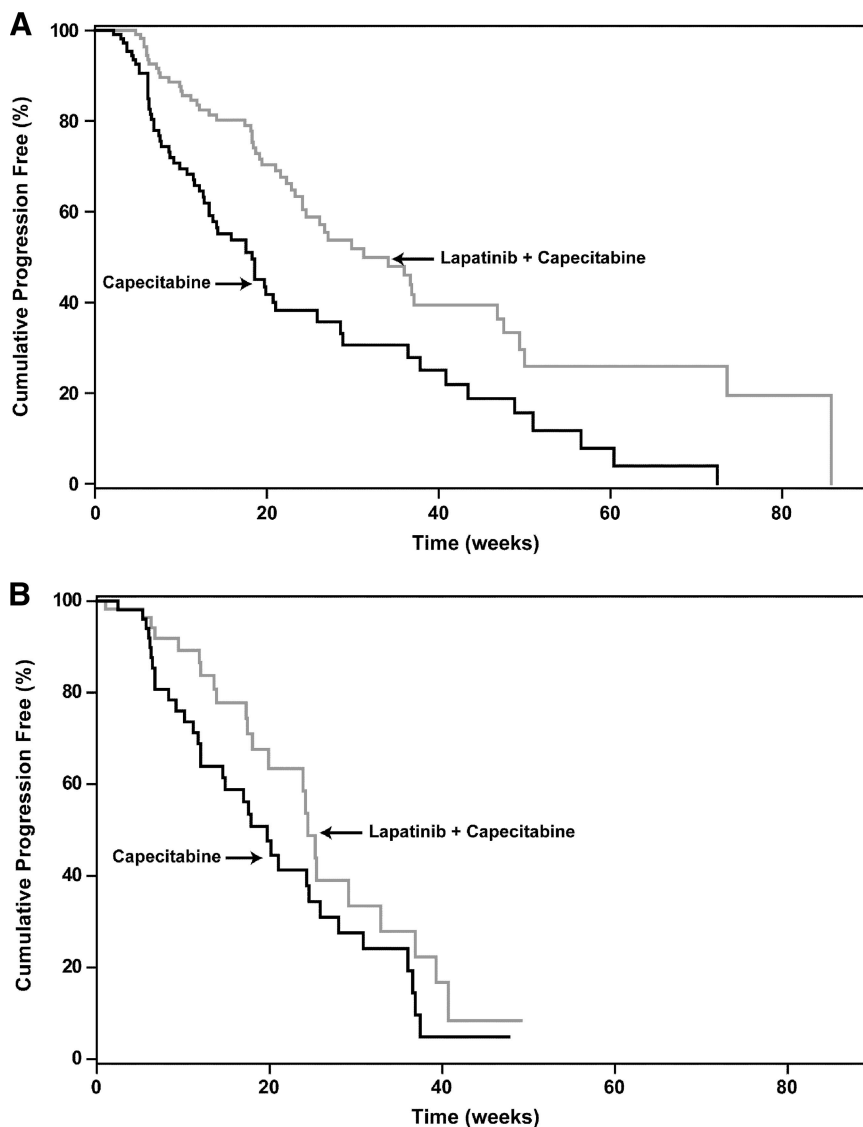 A
Cumulative Progression Free (%)
100
80
60
40
20
0
Lapatinib + Capecitabine
Capecitabine
0 20 40 60 80
Time (weeks)
B
Cumulative Progression Free (%)
100
80
60
40
20
0
Lapatinib + Capecitabine
Capecitabine
0 20 40 60 80
Time (weeks)